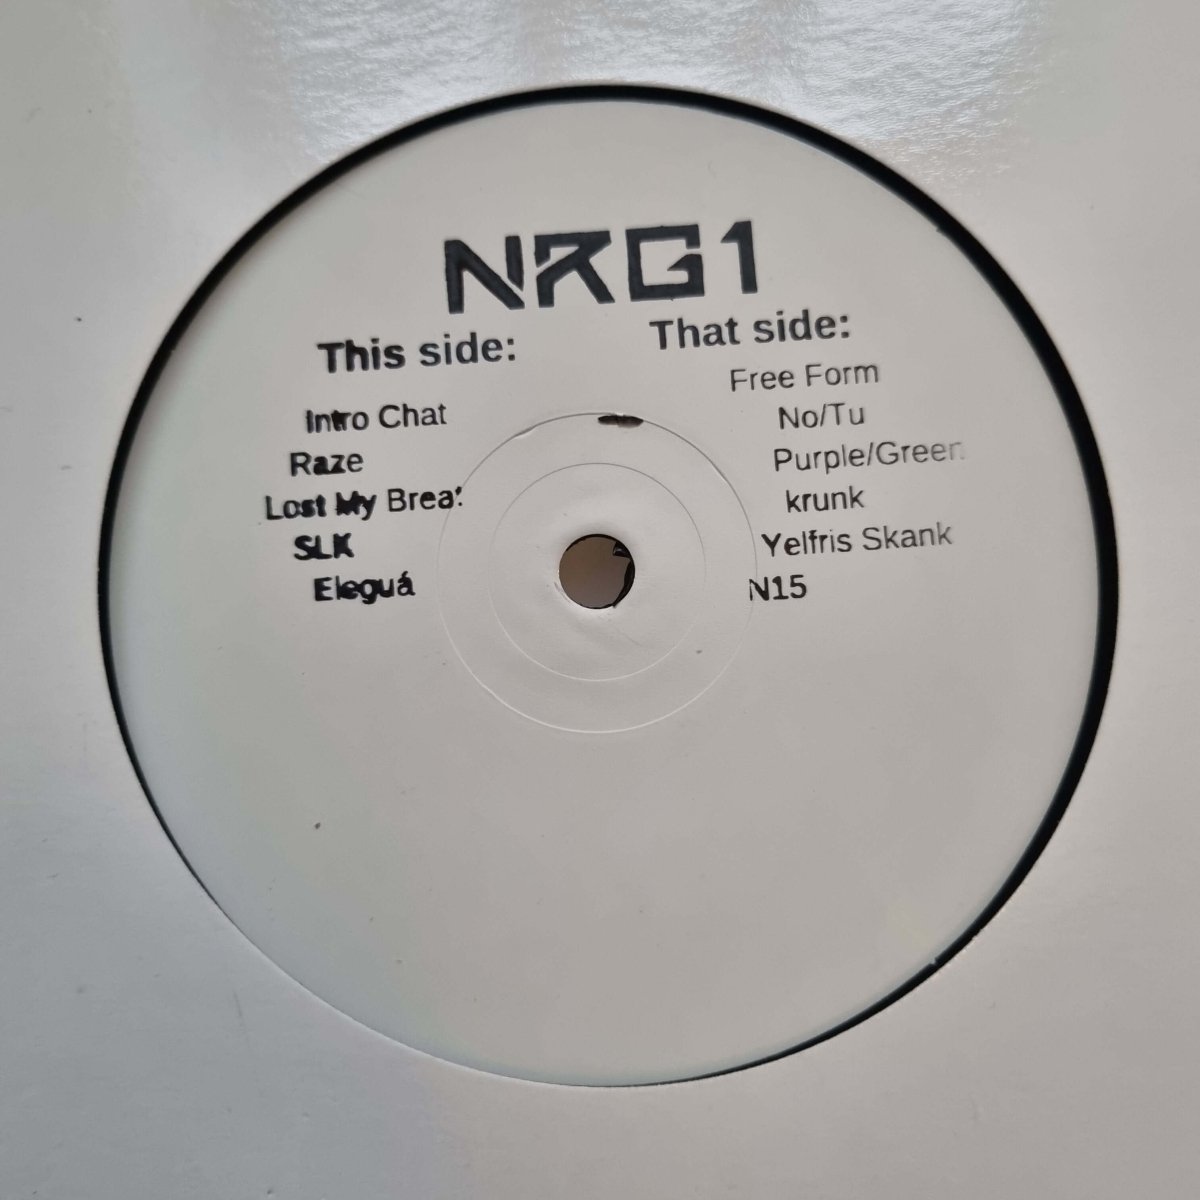 NRG1
This side:
Intro Chat
Raze
Lost My
SLK
Eleguá
That side:
Free Form
No/Tu
Purple/Green
krunk
Yelfris Skank
N15